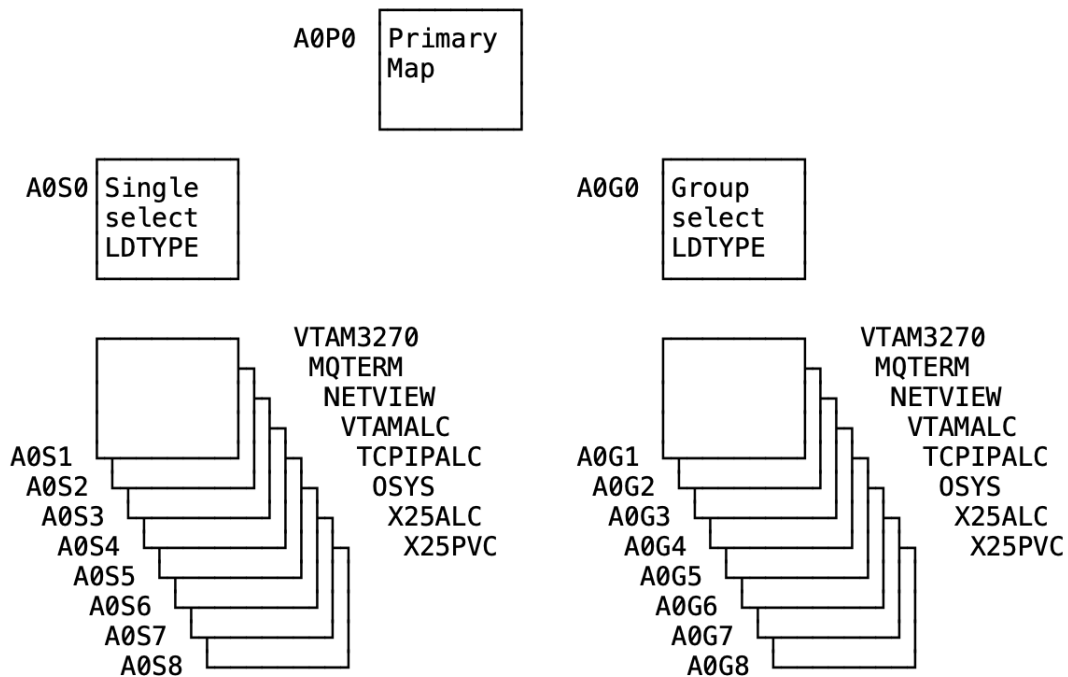 A0P0 Primary
Map
A0S0 Single
select
LDTYPE
A0G0 Group
select
LDTYPE
VTAM3270
MQTERM
NETVIEW
VTAMALC
A0S1 TCPIPALC
A0S2 OSYS
A0S3 X25ALC
A0S4 X25PVC
A0S5
A0S6
A0S7
A0S8
VTAM3270
MQTERM
NETVIEW
VTAMALC
A0G1 TCPIPALC
A0G2 OSYS
A0G3 X25ALC
A0G4 X25PVC
A0G5
A0G6
A0G7
A0G8